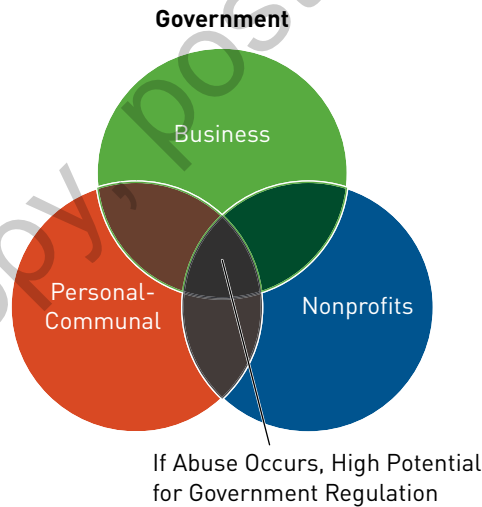 Government
Business
Personal-
Communal
Nonprofits
If Abuse Occurs, High Potential
for Government Regulation